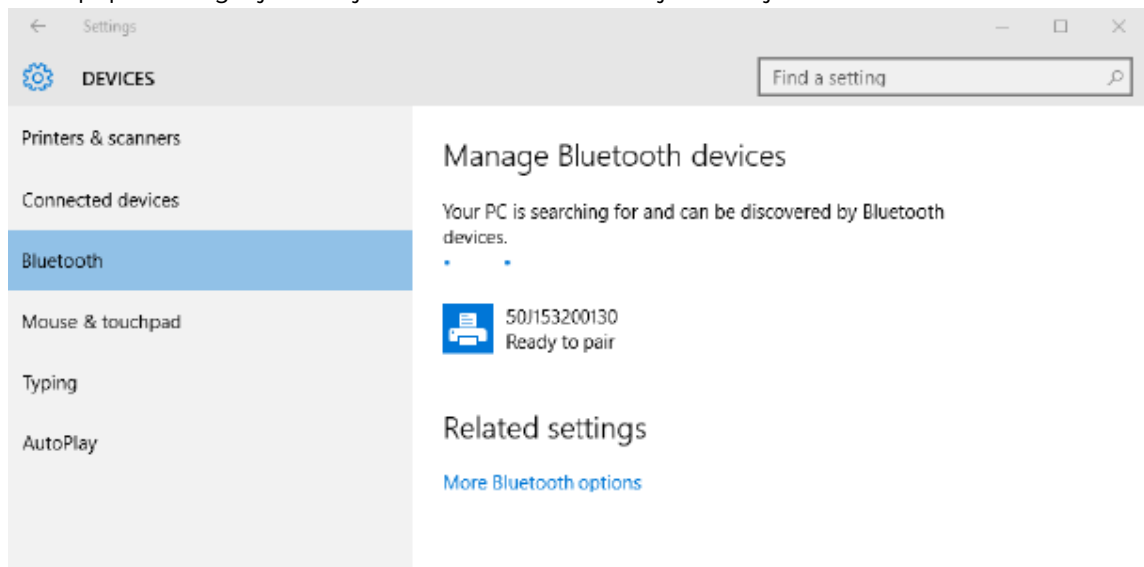 Settings
DEVICES
Find a setting
Printers & scanners
Connected devices
Bluetooth
Mouse & touchpad
Typing
AutoPlay
Manage Bluetooth devices
Your PC is searching for and can be discovered by Bluetooth
devices.
50J153200130
Ready to pair
Related settings
More Bluetooth options